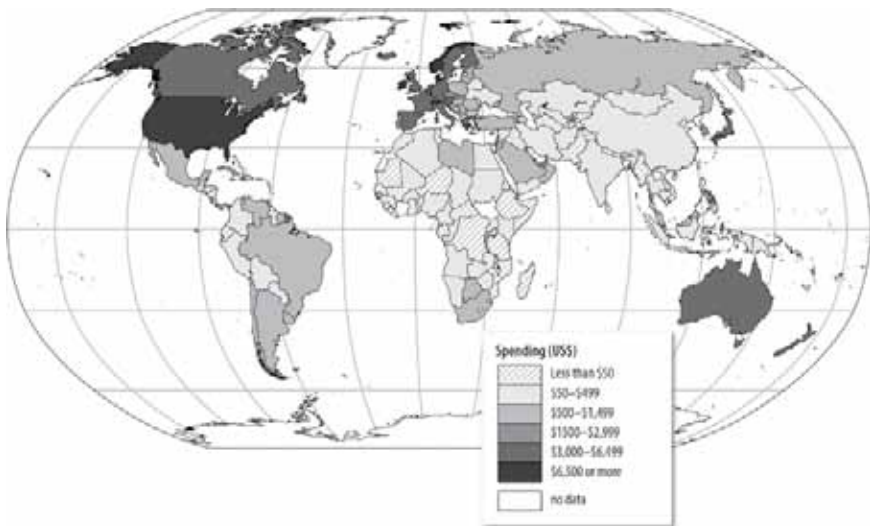 Spending (US$)
Less than $50
$50–$499
$500–$1,499
$1500–$2,999
$3,000–$6,499
$6,500 or more
no data